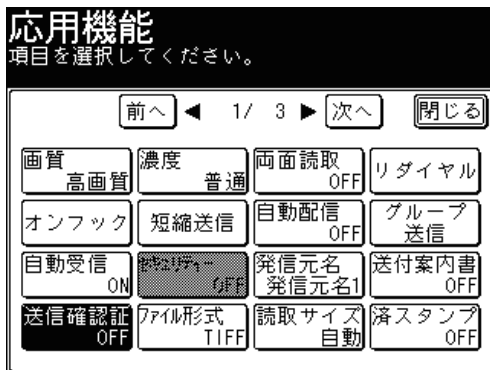 応用機能
項目を選択してください。
前へ ◀ 1/ 3 ▶ 次へ 閉じる
画質 濃度 両面読取 リダイヤル
高画質 普通 OFF
オンフック 短縮送信 自動配信 グループ
OFF 送信
自動受信 セキュリティー 発信元名 送付案内書
ON OFF 発信元名1 OFF
送信確認証 ファイル形式 読取サイズ 済スタンプ
OFF TIFF 自動 OFF